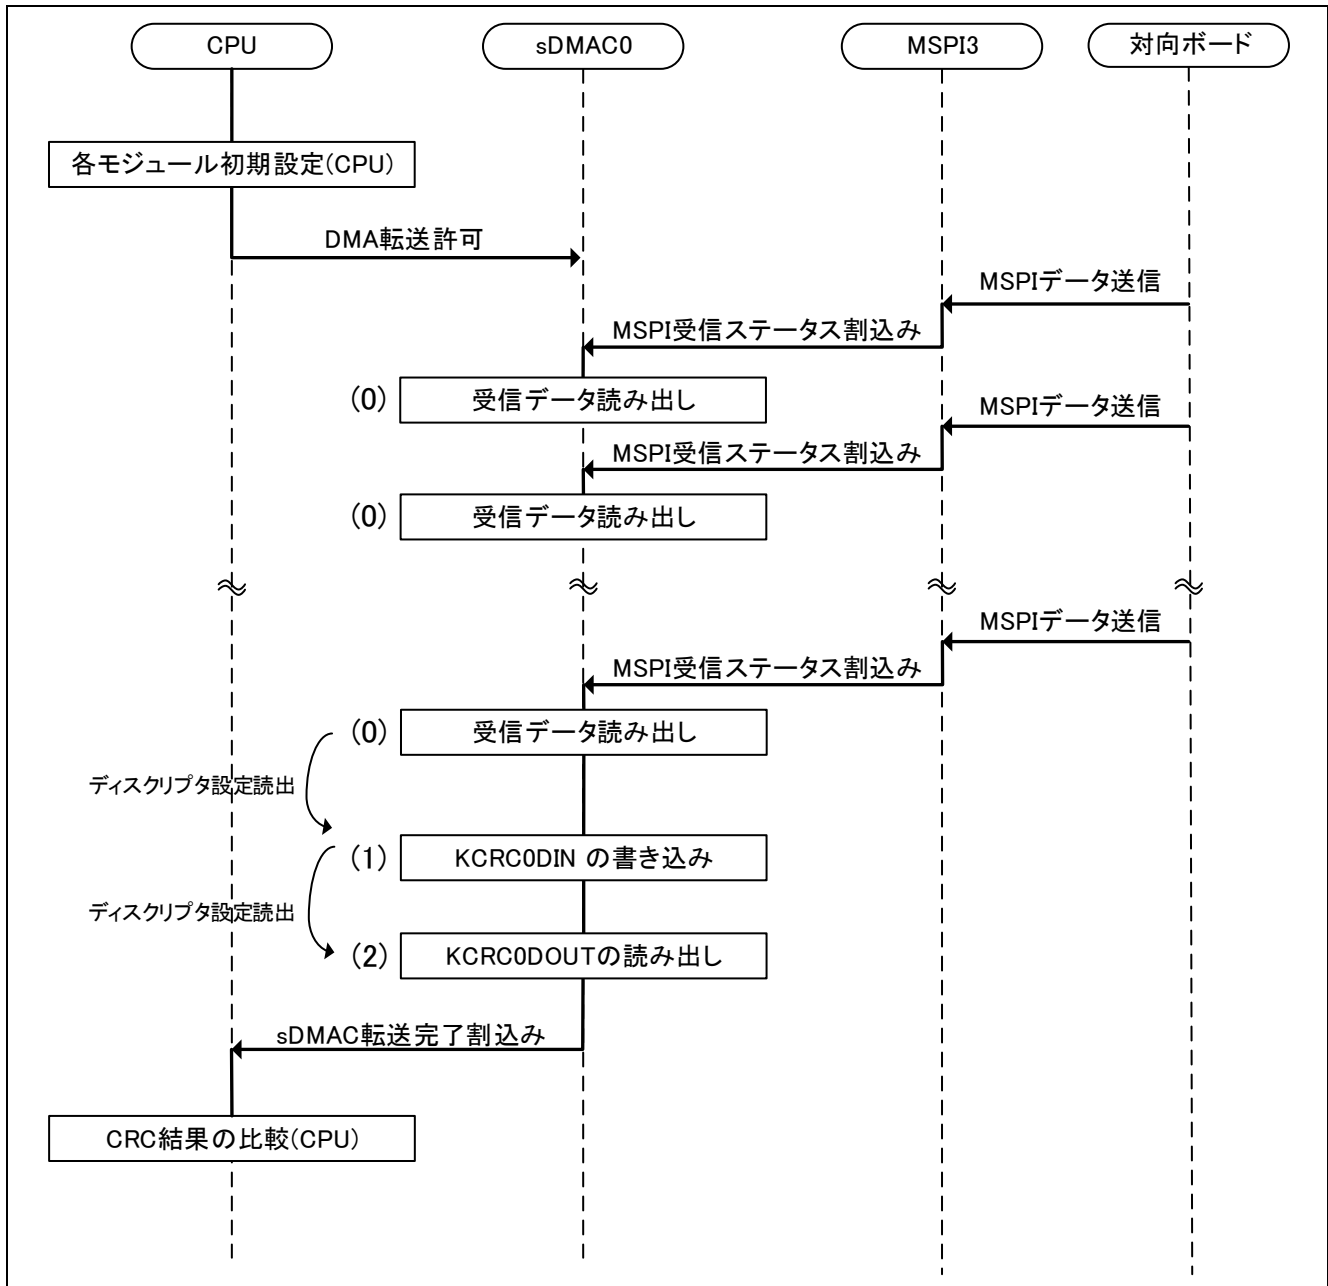 CPU
sDMAC0
MSPI3
対向ボード
各モジュール初期設定(CPU)
DMA転送許可
MSPIデータ送信
MSPI受信ステータス割込み
(0)
受信データ読み出し
MSPIデータ送信
MSPI受信ステータス割込み
(0)
受信データ読み出し
MSPIデータ送信
MSPI受信ステータス割込み
(0)
受信データ読み出し
ディスクリプタ設定読出
(1)
KCRC0DIN の書き込み
ディスクリプタ設定読出
(2)
KCRC0DOUTの読み出し
sDMAC転送完了割込み
CRC結果の比較(CPU)